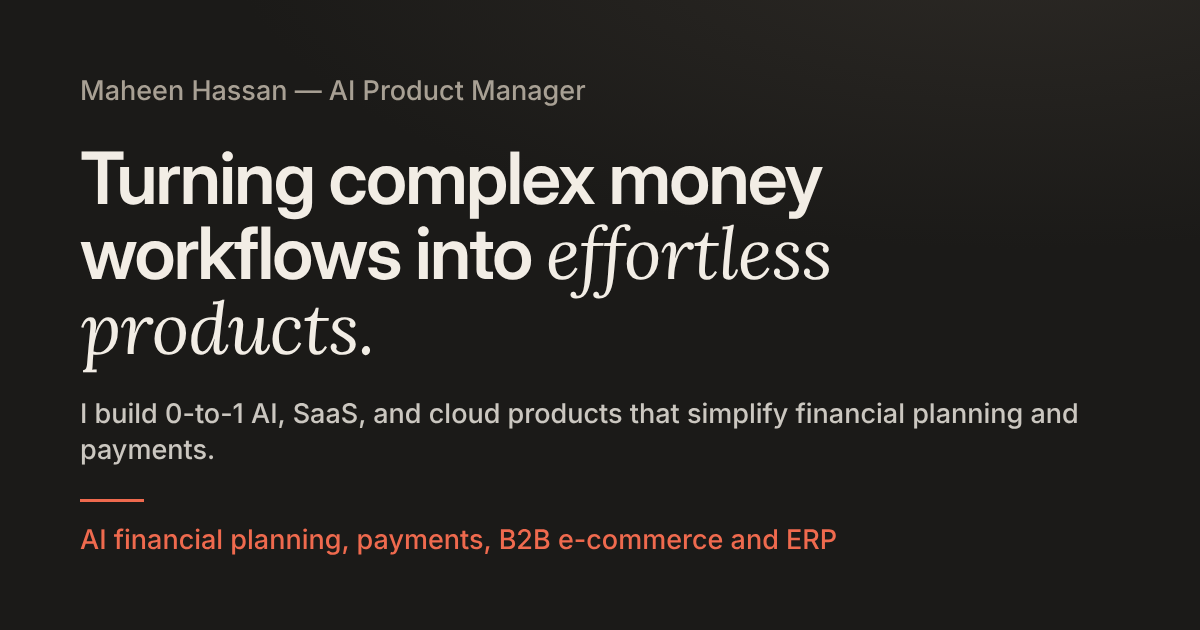 Maheen Hassan — AI Product Manager
Turning complex money
workflows into effortless
products.
I build 0-to-1 AI, SaaS, and cloud products that simplify financial planning and
payments.
AI financial planning, payments, B2B e-commerce and ERP